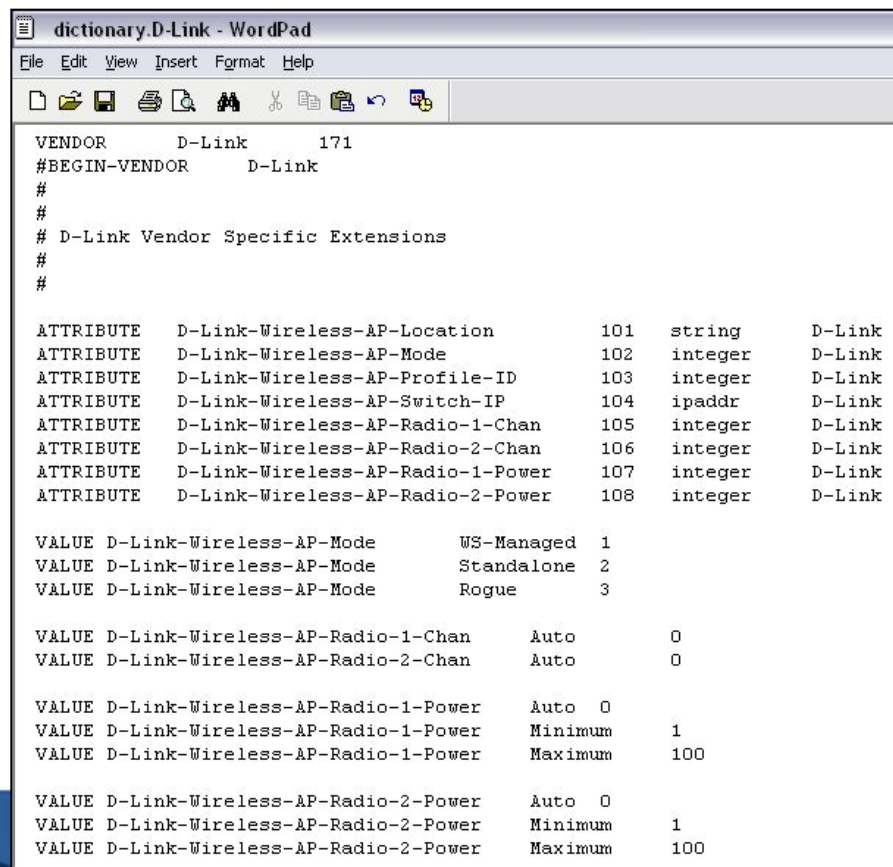 dictionary.D-Link - WordPad
File Edit View Insert Format Help
VENDOR D-Link 171
#BEGIN-VENDOR D-Link
#
#
# D-Link Vendor Specific Extensions
#
#
ATTRIBUTE D-Link-Wireless-AP-Location 101 string D-Link
ATTRIBUTE D-Link-Wireless-AP-Mode 102 integer D-Link
ATTRIBUTE D-Link-Wireless-AP-Profile-ID 103 integer D-Link
ATTRIBUTE D-Link-Wireless-AP-Switch-IP 104 ipaddr D-Link
ATTRIBUTE D-Link-Wireless-AP-Radio-1-Chan 105 integer D-Link
ATTRIBUTE D-Link-Wireless-AP-Radio-2-Chan 106 integer D-Link
ATTRIBUTE D-Link-Wireless-AP-Radio-1-Power 107 integer D-Link
ATTRIBUTE D-Link-Wireless-AP-Radio-2-Power 108 integer D-Link
VALUE D-Link-Wireless-AP-Mode WS-Managed 1
VALUE D-Link-Wireless-AP-Mode Standalone 2
VALUE D-Link-Wireless-AP-Mode Rogue 3
VALUE D-Link-Wireless-AP-Radio-1-Chan Auto 0
VALUE D-Link-Wireless-AP-Radio-2-Chan Auto 0
VALUE D-Link-Wireless-AP-Radio-1-Power Auto 0
VALUE D-Link-Wireless-AP-Radio-1-Power Minimum 1
VALUE D-Link-Wireless-AP-Radio-1-Power Maximum 100
VALUE D-Link-Wireless-AP-Radio-2-Power Auto 0
VALUE D-Link-Wireless-AP-Radio-2-Power Minimum 1
VALUE D-Link-Wireless-AP-Radio-2-Power Maximum 100